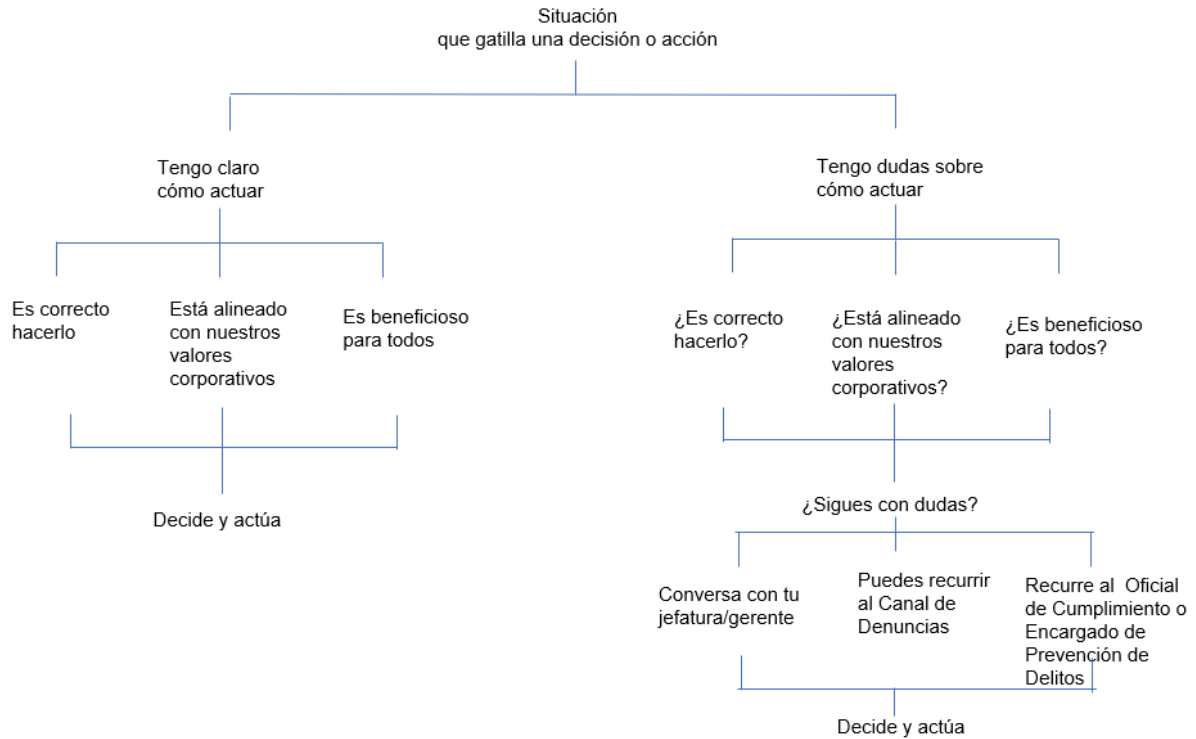 Situación
que gatilla una decisión o acción
Tengo claro
cómo actuar
Tengo dudas sobre
cómo actuar
Es correcto
hacerlo
Está alineado
con nuestros
valores
corporativos
Es beneficioso
para todos
¿Es correcto
hacerlo?
¿Está alineado
con nuestros
valores
corporativos?
¿Es beneficioso
para todos?
Decide y actúa
¿Sigues con dudas?
Conversa con tu
jefatura/gerente
Puedes recurrir
al Canal de
Denuncias
Recurre al Oficial
de Cumplimiento o
Encargado de
Prevención de
Delitos
Decide y actúa